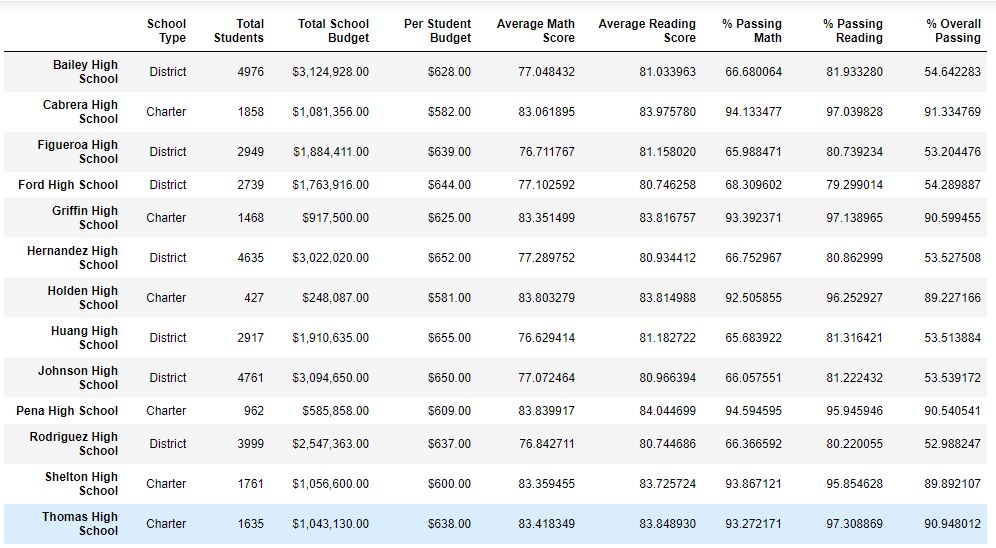 School Type Total Students Total School Budget Per Student Budget Average Math Score Average Reading Score % Passing Math % Passing Reading % Overall Passing
Bailey High School District 4976 $3,124,928.00 $628.00 77.048432 81.033963 66.680064 81.933280 54.642283
Cabrera High School Charter 1858 $1,081,356.00 $582.00 83.061895 83.975780 94.133477 97.039828 91.334769
Figueroa High School District 2949 $1,884,411.00 $639.00 76.711767 81.158020 65.988471 80.739234 53.204476
Ford High School District 2739 $1,763,916.00 $644.00 77.102592 80.746258 68.309602 79.299014 54.289887
Griffin High School Charter 1468 $917,500.00 $625.00 83.351499 83.816757 93.392371 97.138965 90.599455
Hernandez High School District 4635 $3,022,020.00 $652.00 77.289752 80.934412 66.752967 80.862999 53.527508
Holden High School Charter 427 $248,087.00 $581.00 83.803279 83.814988 92.505855 96.252927 89.227166
Huang High School District 2917 $1,910,635.00 $655.00 76.629414 81.182722 65.683922 81.316421 53.513884
Johnson High School District 4761 $3,094,650.00 $650.00 77.072464 80.966394 66.057551 81.222432 53.539172
Pena High School Charter 962 $585,858.00 $609.00 83.839917 84.044699 94.594595 95.945946 90.540541
Rodriguez High School District 3999 $2,547,363.00 $637.00 76.842711 80.744686 66.366592 80.220055 52.988247
Shelton High School Charter 1761 $1,056,600.00 $600.00 83.359455 83.725724 93.867121 95.854628 89.892107
Thomas High School Charter 1635 $1,043,130.00 $638.00 83.418349 83.848930 93.272171 97.308869 90.948012